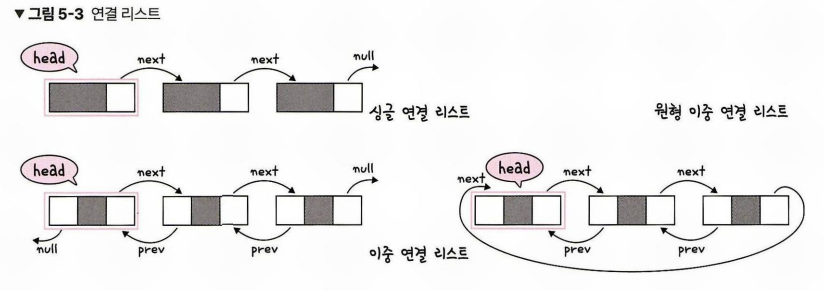 ▼ 그림 5-3 연결 리스트
head
next
next
null
싱글 연결 리스트
원형 이중 연결 리스트
head
next
next
null
null
prev
prev
이중 연결 리스트
head
next
next
next
prev
prev